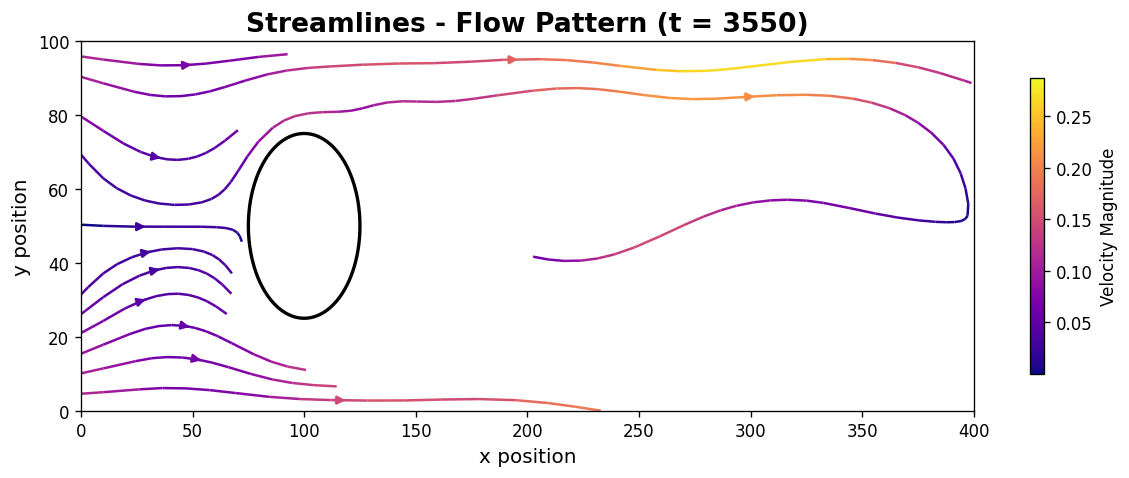 Streamlines - Flow Pattern (t = 3550)
100
80
60
40
20
0
y position
0 50 100 150 200 250 300 350 400
x position
0.25
0.20
0.15
0.10
0.05
Velocity Magnitude